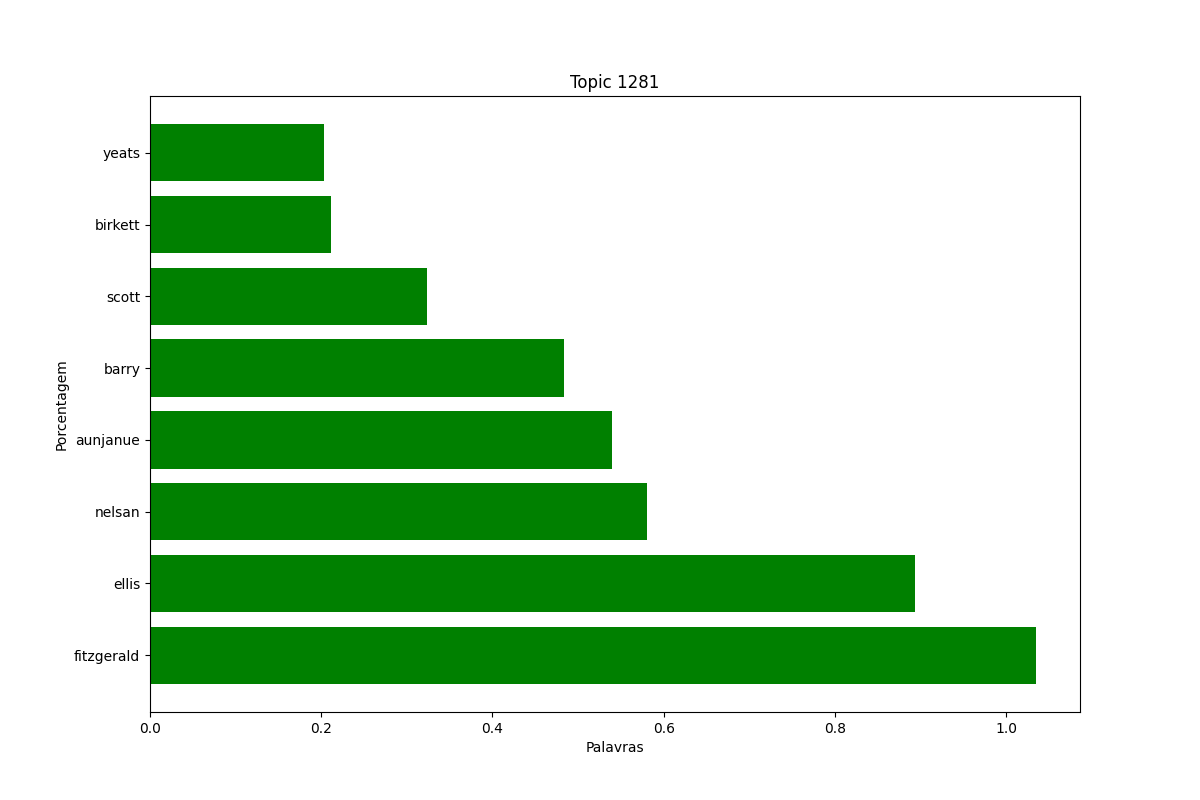 Topic 1281
yeats
birkett
scott
barry
aunjanue
nelsan
ellis
fitzgerald
Porcentagem
0.0 0.2 0.4 0.6 0.8 1.0
Palavras